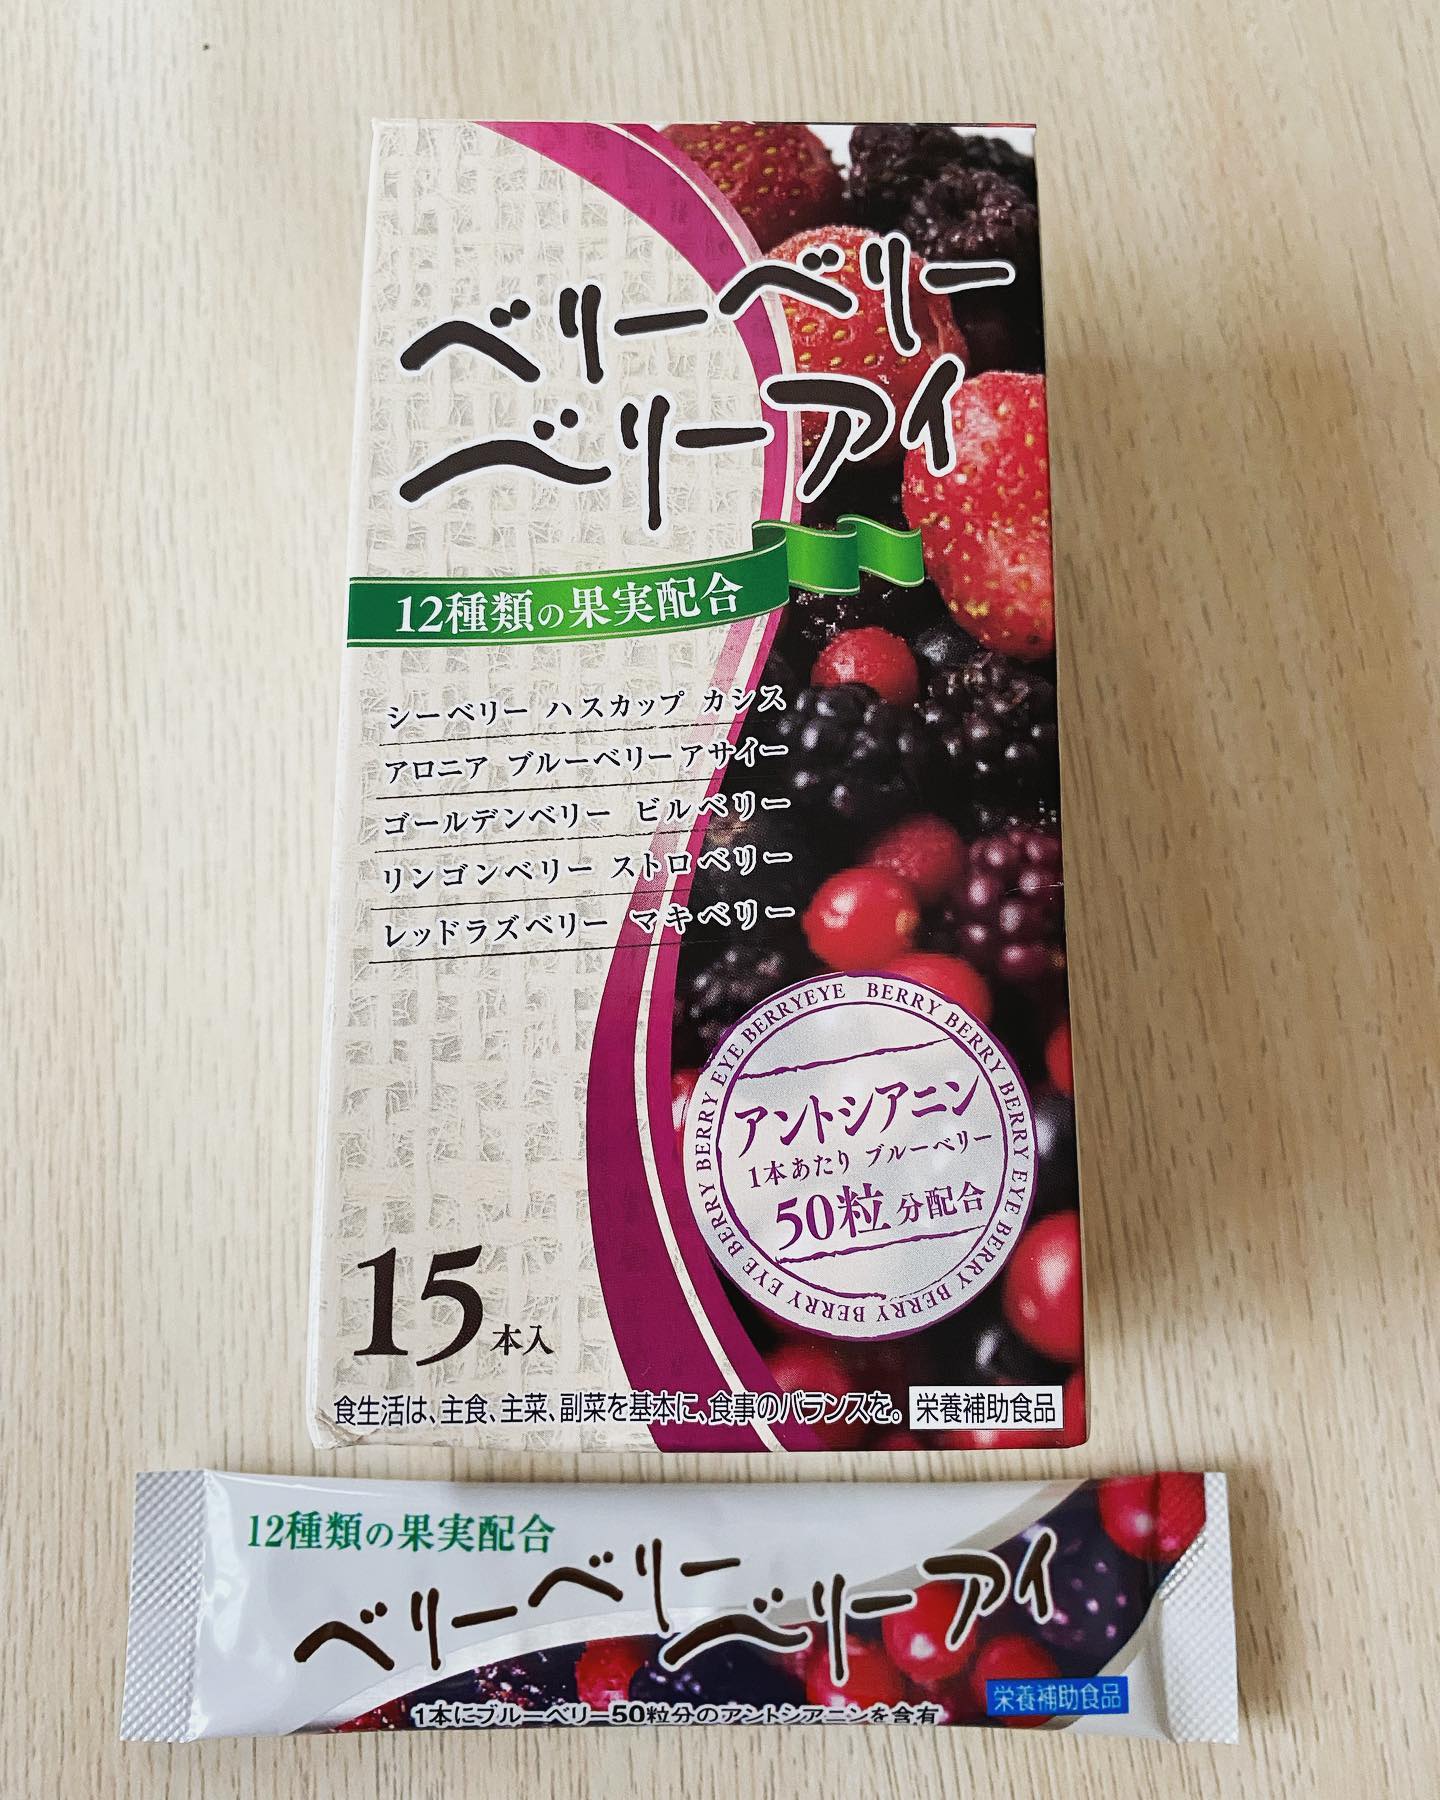 ベリーベリー
ベリーアイ
12種類の果実配合
シーベリー ハスカップ カシス
アロニア ブルーベリー アサイー
ゴールデンベリー ビルベリー
リンゴンベリー ストロベリー
レッドラズベリー マキベリー
BERRY BERRY BERRY EYE BERRY BERRY BERRY EYE BERRY BERRY EYE BERRYEYE
アントシアニン
1本あたり ブルーベリー
50粒分配合
15本入
食生活は、主食、主菜、副菜を基本に、食事のバランスを。 栄養補助食品
12種類の果実配合
ベリーベリーベリーアイ
栄養補助食品
1本にブルーベリー50粒分のアントシアニンを含有